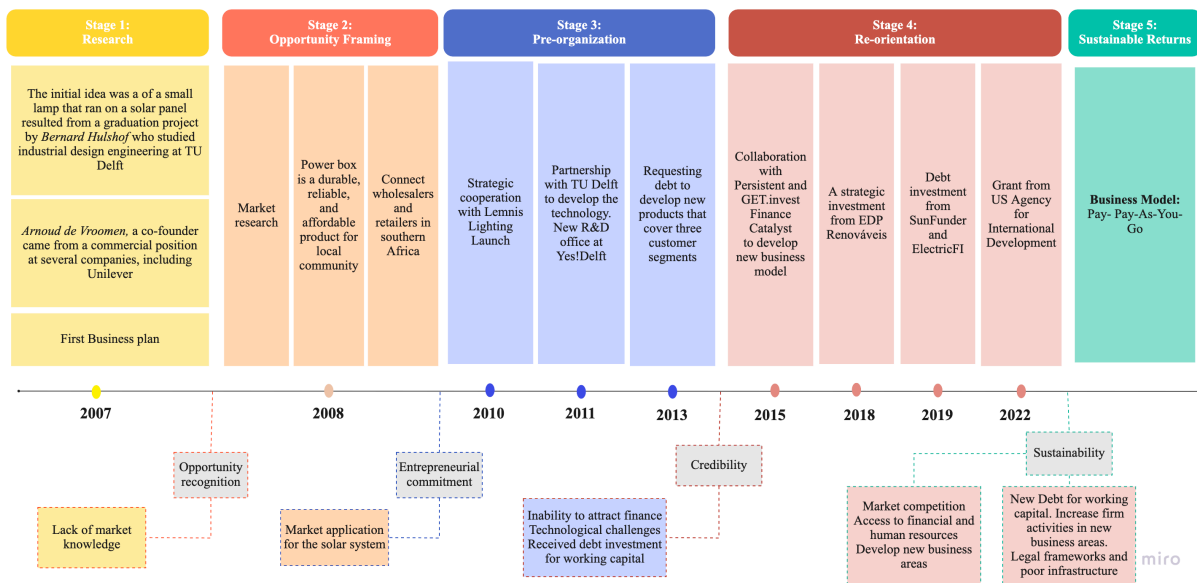 Stage 1:
Research
Stage 2:
Opportunity Framing
Stage 3:
Pre-organization
Stage 4:
Re-orientation
Stage 5:
Sustainable Returns
The initial idea was a of a small
lamp that ran on a solar panel
resulted from a graduation project
by Bernard Hulshof who studied
industrial design engineering at TU
Delft
Arnoud de Vroomen, a co-founder
came from a commercial position
at several companies, including
Unilever
First Business plan
Market
research
Power box
is a durable,
reliable,
and
affordable
product for
local
community
Connect
wholesalers
and
retailers in
southern
Africa
Strategic
cooperation
with Lemnis
Lighting
Launch
Partnership
with TU Delft
to develop the
technology.
New R&D
office at
Yes!Delft
Requesting
debt to
develop new
products that
cover three
customer
segments
Collaboration
with
Persistent and
GET.invest
Finance
Catalyst
to develop
new business
model
A strategic
investment
from EDP
Renováveis
Debt
investment
from
SunFunder
and
ElectricFI
Grant from
US Agency
for
International
Development
Business Model:
Pay- Pay-As-You-
Go
2007
2008
2010
2011
2013
2015
2018
2019
2022
Opportunity
recognition
Entrepreneurial
commitment
Credibility
Sustainability
Lack of market
knowledge
Market application
for the solar system
Inability to attract finance
Technological challenges
Received debt investment
for working capital
Market competition
Access to financial and
human resources
Develop new business
areas
New Debt for working
capital. Increase firm
activities in new
business areas.
Legal frameworks and
poor infrastructure
miro